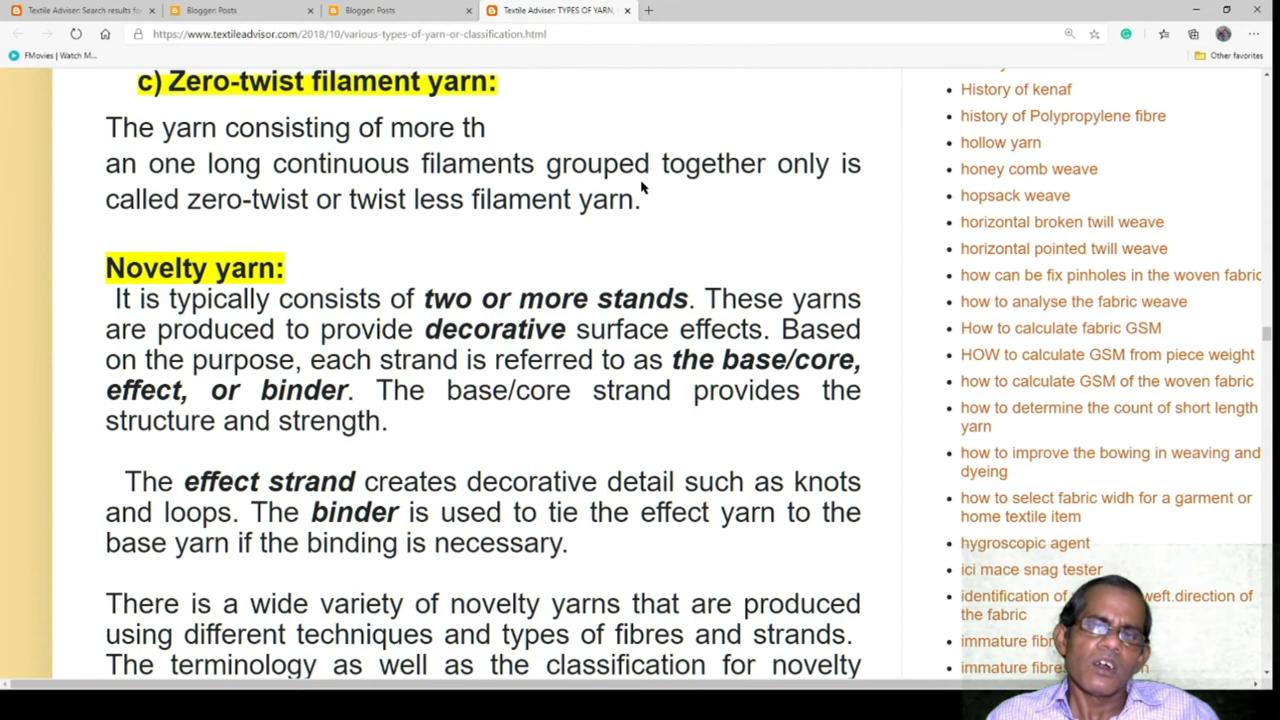 Textile Adviser: Search results fo
Blogger: Posts
Blogger: Posts
Textile Adviser: TYPES OF YARN,
https://www.textileadvisor.com/2018/10/various-types-of-yarn-or-classification.html
FMovies | Watch M...
Other favorites
c) Zero-twist filament yarn:
The yarn consisting of more th
an one long continuous filaments grouped together only is
called zero-twist or twist less filament yarn.
Novelty yarn:
It is typically consists of two or more stands. These yarns
are produced to provide decorative surface effects. Based
on the purpose, each strand is referred to as the base/core,
effect, or binder. The base/core strand provides the
structure and strength.
The effect strand creates decorative detail such as knots
and loops. The binder is used to tie the effect yarn to the
base yarn if the binding is necessary.
There is a wide variety of novelty yarns that are produced
using different techniques and types of fibres and strands.
The terminology as well as the classification for novelty
History of kenaf
history of Polypropylene fibre
hollow yarn
honey comb weave
hopsack weave
horizontal broken twill weave
horizontal pointed twill weave
how can be fix pinholes in the woven fabric
how to analyse the fabric weave
How to calculate fabric GSM
HOW to calculate GSM from piece weight
how to calculate GSM of the woven fabric
how to determine the count of short length
yarn
how to improve the bowing in weaving and
dyeing
how to select fabric widh for a garment or
home textile item
hygroscopic agent
ici mace snag tester
identification of weft.direction of
the fabric
immature fib
immature fibre